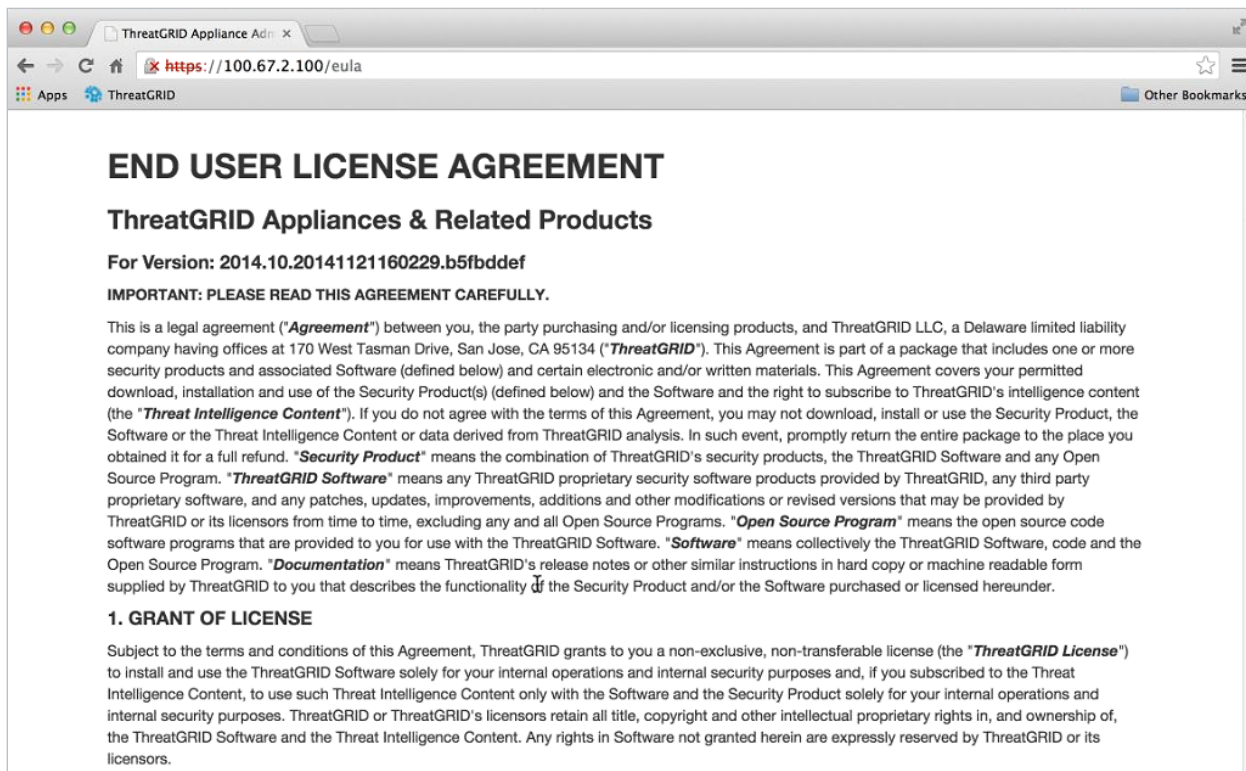 ThreatGRID Appliance Adm
https://100.67.2.100/eula
Apps ThreatGRID Other Bookmarks
END USER LICENSE AGREEMENT
ThreatGRID Appliances & Related Products
For Version: 2014.10.20141121160229.b5fbddef
IMPORTANT: PLEASE READ THIS AGREEMENT CAREFULLY.
This is a legal agreement ("Agreement") between you, the party purchasing and/or licensing products, and ThreatGRID LLC, a Delaware limited liability
company having offices at 170 West Tasman Drive, San Jose, CA 95134 ("ThreatGRID"). This Agreement is part of a package that includes one or more
security products and associated Software (defined below) and certain electronic and/or written materials. This Agreement covers your permitted
download, installation and use of the Security Product(s) (defined below) and the Software and the right to subscribe to ThreatGRID's intelligence content
(the "Threat Intelligence Content"). If you do not agree with the terms of this Agreement, you may not download, install or use the Security Product, the
Software or the Threat Intelligence Content or data derived from ThreatGRID analysis. In such event, promptly return the entire package to the place you
obtained it for a full refund. "Security Product" means the combination of ThreatGRID's security products, the ThreatGRID Software and any Open
Source Program. "ThreatGRID Software" means any ThreatGRID proprietary security software products provided by ThreatGRID, any third party
proprietary software, and any patches, updates, improvements, additions and other modifications or revised versions that may be provided by
ThreatGRID or its licensors from time to time, excluding any and all Open Source Programs. "Open Source Program" means the open source code
software programs that are provided to you for use with the ThreatGRID Software. "Software" means collectively the ThreatGRID Software, code and the
Open Source Program. "Documentation" means ThreatGRID's release notes or other similar instructions in hard copy or machine readable form
supplied by ThreatGRID to you that describes the functionality of the Security Product and/or the Software purchased or licensed hereunder.
1. GRANT OF LICENSE
Subject to the terms and conditions of this Agreement, ThreatGRID grants to you a non-exclusive, non-transferable license (the "ThreatGRID License")
to install and use the ThreatGRID Software solely for your internal operations and internal security purposes and, if you subscribed to the Threat
Intelligence Content, to use such Threat Intelligence Content only with the Software and the Security Product solely for your internal operations and
internal security purposes. ThreatGRID or ThreatGRID's licensors retain all title, copyright and other intellectual proprietary rights in, and ownership of,
the ThreatGRID Software and the Threat Intelligence Content. Any rights in Software not granted herein are expressly reserved by ThreatGRID or its
licensors.